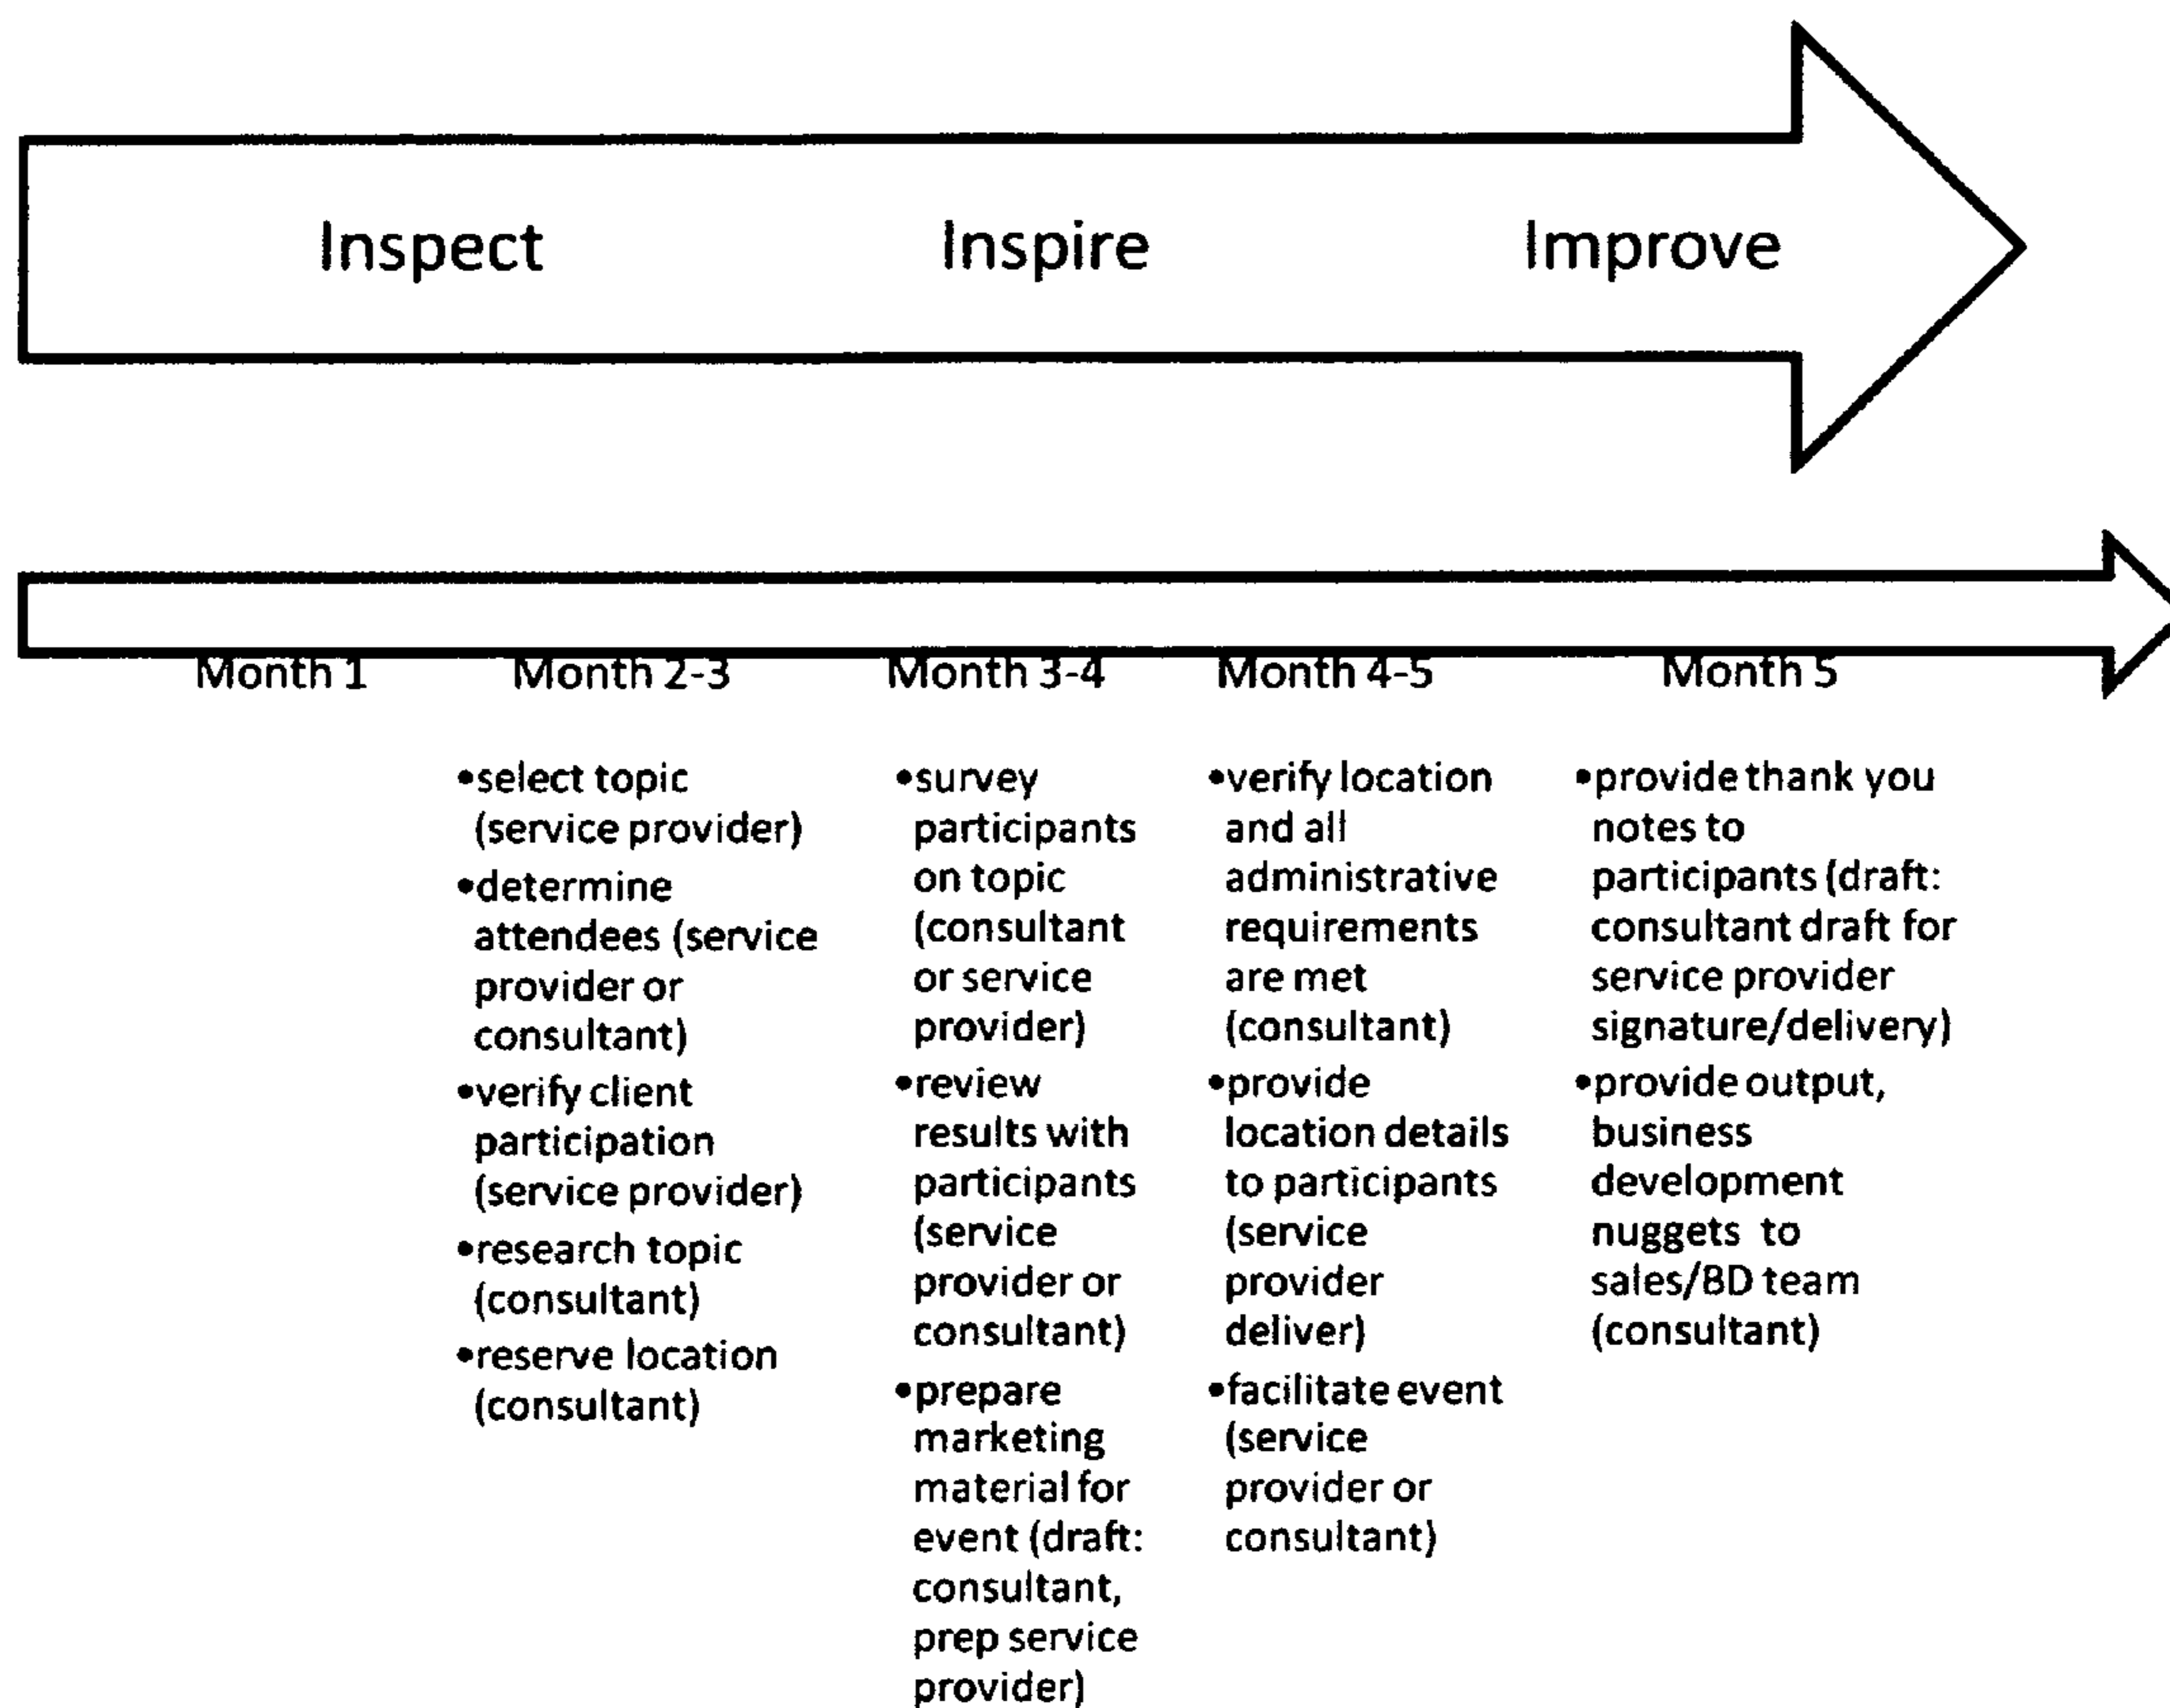 Inspect Inspire Improve
Month 1 Month 2-3 Month 3-4 Month 4-5 Month 5
•select topic
(service provider)
•determine
attendees (service
provider or
consultant)
•verify client
participation
(service provider)
•research topic
(consultant)
•reserve location
(consultant)
•survey
participants
on topic
(consultant
or service
provider)
•review
results with
participants
(service
provider or
consultant)
•prepare
marketing
material for
event (draft:
consultant,
prep service
provider)
•verify location
and all
administrative
requirements
are met
(consultant)
•provide
location details
to participants
(service
provider
deliver)
•facilitate event
(service
provider or
consultant)
•provide thank you
notes to
participants (draft:
consultant draft for
service provider
signature/delivery)
•provide output,
business
development
nuggets to
sales/BD team
(consultant)